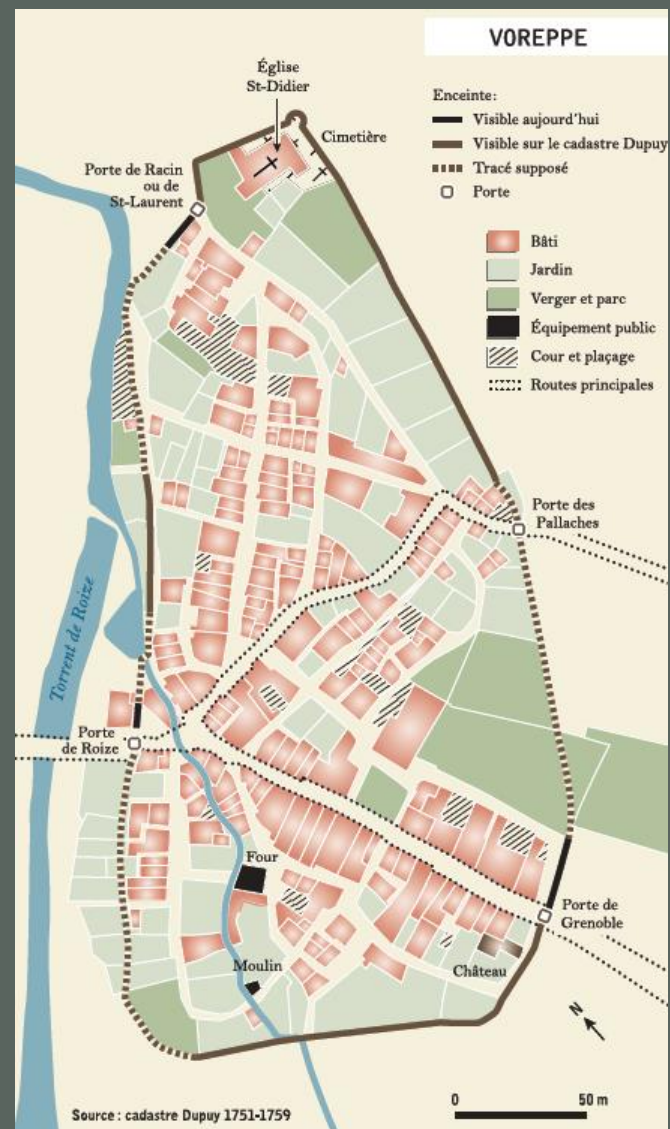 VOREPPE
Enceinte:
Visible aujourd'hui
Visible sur le cadastre Dupuy
Tracé supposé
Porte
Bâti
Jardin
Verger et parc
Équipement public
Cour et plaçage
Routes principales
Église
St-Didier
Cimetière
Porte de Racin
ou de
St-Laurent
Porte des
Pallaches
Torrent de Roize
Porte
de Roize
Four
Moulin
Porte de
Grenoble
Château
N
0 50 m
Source : cadastre Dupuy 1751-1759